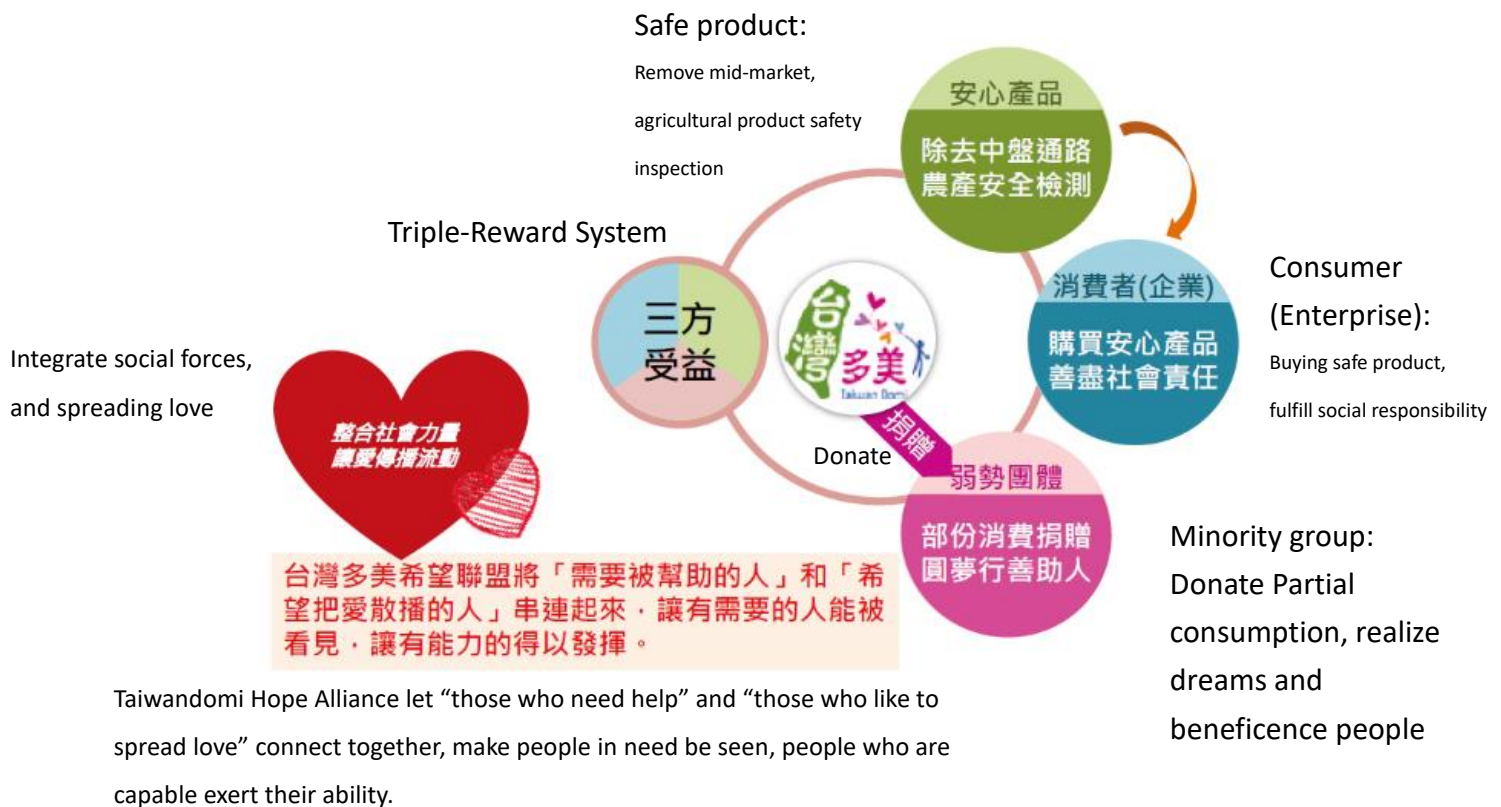 Safe product:
Remove mid-market,
agricultural product safety
inspection
安心產品
除去中盤通路
農產安全檢測
Triple-Reward System
三方
受益
台灣
多美
Taiwan Domi
消費者(企業)
購買安心產品
善盡社會責任
Consumer
(Enterprise):
Buying safe product,
fulfill social responsibility
Integrate social forces,
and spreading love
整合社會力量
讓愛傳播流動
捐贈
Donate
弱勢團體
部份消費捐贈
圓夢行善助人
Minority group:
Donate Partial
consumption, realize
dreams and
beneficence people
台灣多美希望聯盟將「需要被幫助的人」和「希
望把愛散播的人」串連起來，讓有需要的人能被
看見，讓有能力的得以發揮。
Taiwandomi Hope Alliance let “those who need help” and “those who like to
spread love” connect together, make people in need be seen, people who are
capable exert their ability.